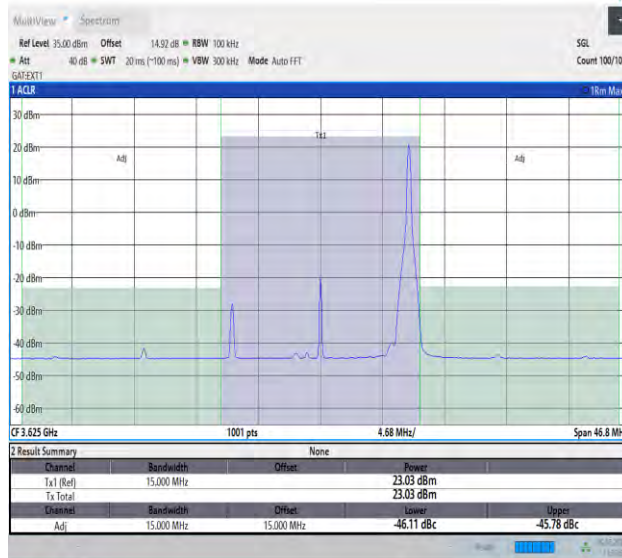 MultiView Spectrum
Ref Level 35.00 dBm Offset 14.92 dB RBW 100 kHz SGL
Att 40 dB SWT 20 ms (~100 ms) VBW 300 kHz Mode Auto FFT Count 100/10
GAT:EXT1
1 ACLR 1Rm Max
30 dBm
Tx1
20 dBm
Adj Adj
10 dBm
0 dBm
-10 dBm
-20 dBm
-30 dBm
-40 dBm
-50 dBm
-60 dBm
CF 3.625 GHz 1001 pts 4.68 MHz/ Span 46.8 MH
2 Result Summary None
Channel Bandwidth Offset Power
Tx1 (Ref) 15.000 MHz 23.03 dBm
Tx Total 23.03 dBm
Channel Bandwidth Offset Lower Upper
Adj 15.000 MHz 15.000 MHz -46.11 dBc -45.78 dBc